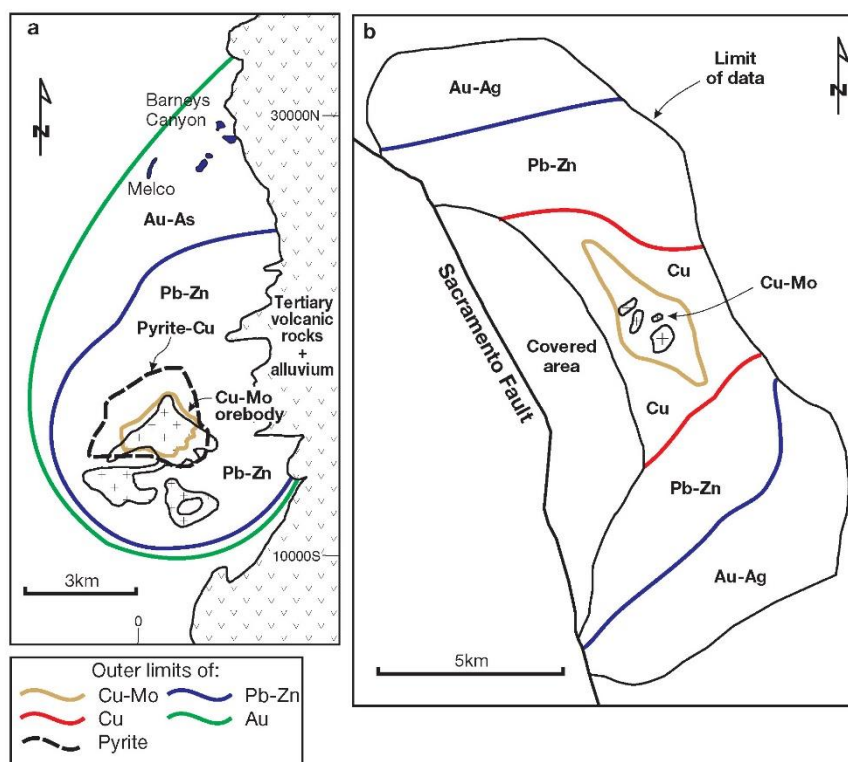 a
N
Barneys
Canyon
30000N
Melco
Au-As
Pb-Zn
Tertiary
volcanic
rocks
+
alluvium
Pyrite-Cu
Cu-Mo
orebody
Pb-Zn
10000S
3km
0
b
N
Limit
of data
Au-Ag
Pb-Zn
Cu
Cu-Mo
Sacramento Fault
Covered
area
Cu
Pb-Zn
Au-Ag
5km
Outer limits of:
Cu-Mo
Pb-Zn
Cu
Au
Pyrite